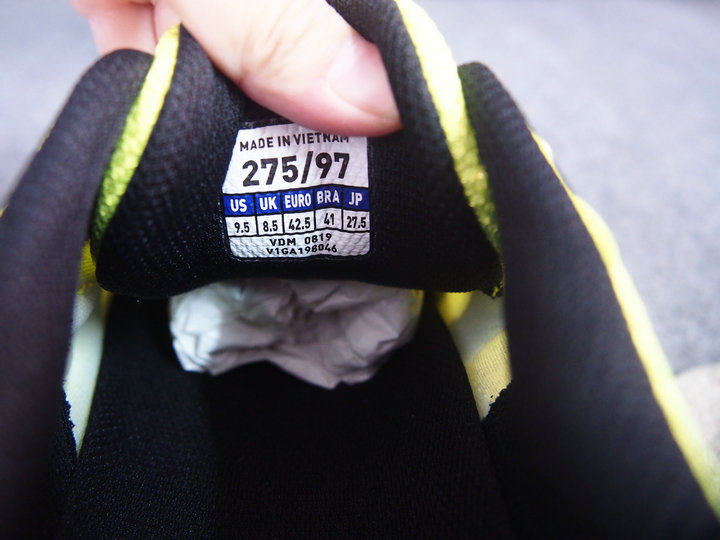 MADE IN VIETNAM
275/97
US UK EURO BRA JP
9.5 8.5 42.5 41 27.5
VDM 0819
V1GA198046